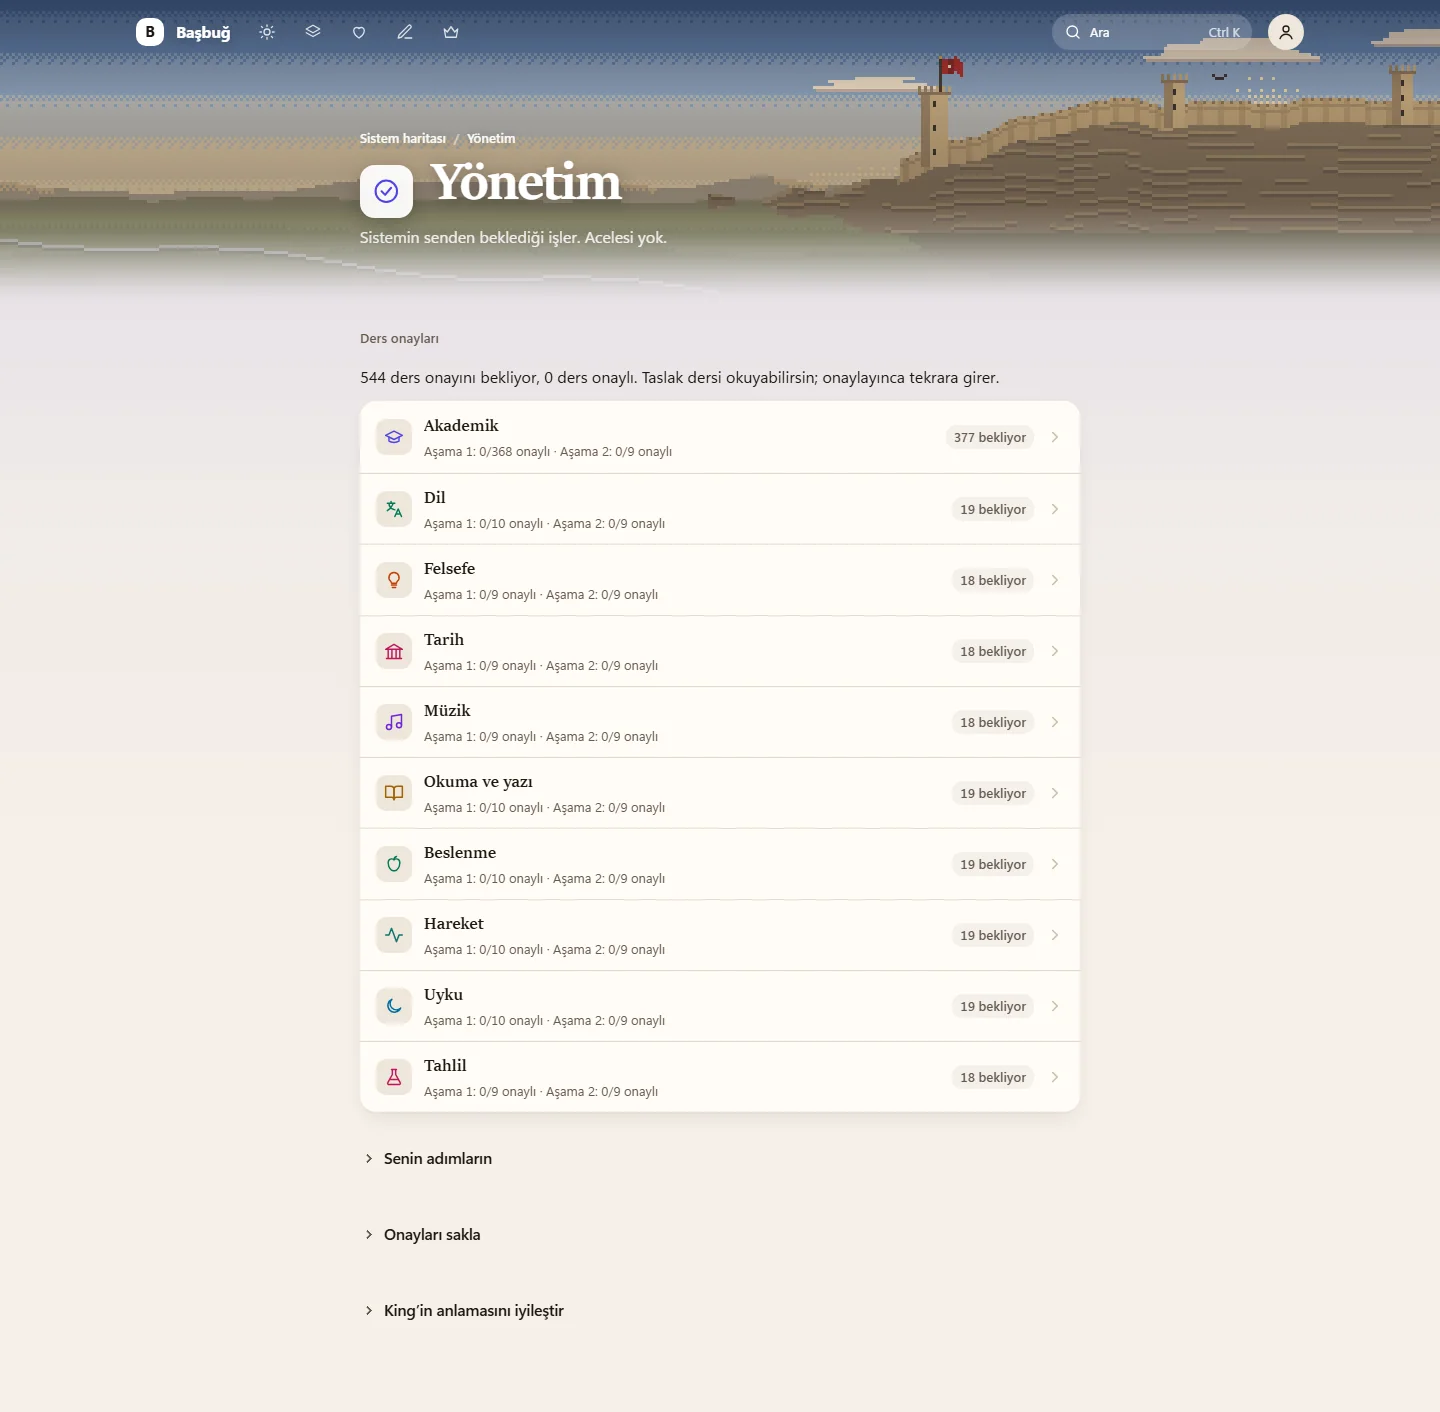 B Başbuğ
Ara Ctrl K
Sistem haritası / Yönetim
Yönetim
Sistemin senden beklediği işler. Acelesi yok.
Ders onayları
544 ders onayını bekliyor, 0 ders onaylı. Taslak dersi okuyabilirsin; onaylayınca tekrara girer.
Akademik
Aşama 1: 0/368 onaylı · Aşama 2: 0/9 onaylı
377 bekliyor
Dil
Aşama 1: 0/10 onaylı · Aşama 2: 0/9 onaylı
19 bekliyor
Felsefe
Aşama 1: 0/9 onaylı · Aşama 2: 0/9 onaylı
18 bekliyor
Tarih
Aşama 1: 0/9 onaylı · Aşama 2: 0/9 onaylı
18 bekliyor
Müzik
Aşama 1: 0/9 onaylı · Aşama 2: 0/9 onaylı
18 bekliyor
Okuma ve yazı
Aşama 1: 0/10 onaylı · Aşama 2: 0/9 onaylı
19 bekliyor
Beslenme
Aşama 1: 0/10 onaylı · Aşama 2: 0/9 onaylı
19 bekliyor
Hareket
Aşama 1: 0/10 onaylı · Aşama 2: 0/9 onaylı
19 bekliyor
Uyku
Aşama 1: 0/10 onaylı · Aşama 2: 0/9 onaylı
19 bekliyor
Tahlil
Aşama 1: 0/9 onaylı · Aşama 2: 0/9 onaylı
18 bekliyor
Senin adımların
Onayları sakla
King’in anlamasını iyileştir